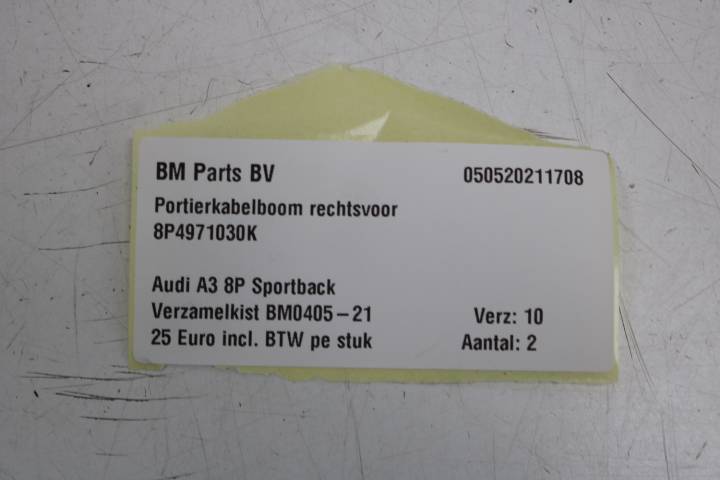 BM Parts BV 050520211708
Portierkabelboom rechtsvoor
8P4971030K
Audi A3 8P Sportback
Verzamelkist BM0405-21 Verz: 10
25 Euro incl. BTW pe stuk Aantal: 2